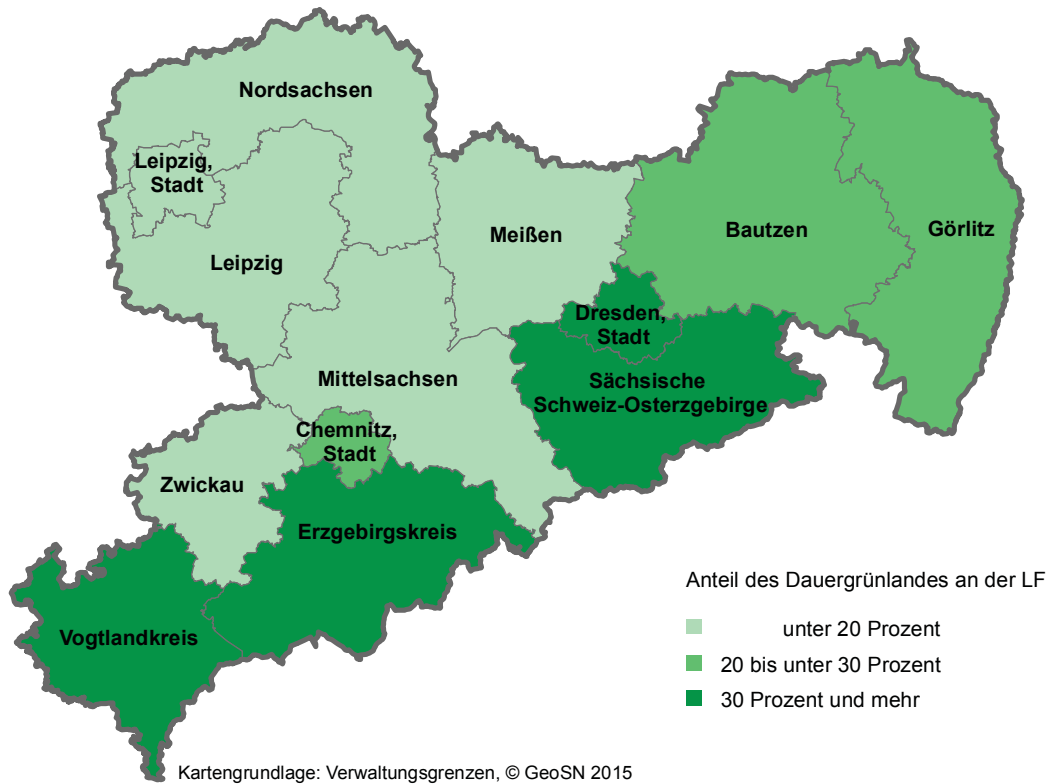 Nordsachsen
Leipzig,
Stadt
Leipzig
Meißen
Bautzen
Görlitz
Dresden,
Stadt
Mittelsachsen
Sächsische
Schweiz-Osterzgebirge
Chemnitz,
Stadt
Zwickau
Erzgebirgskreis
Vogtlandkreis
Anteil des Dauergrünlandes an der LF
unter 20 Prozent
20 bis unter 30 Prozent
30 Prozent und mehr
Kartengrundlage: Verwaltungsgrenzen, © GeoSN 2015